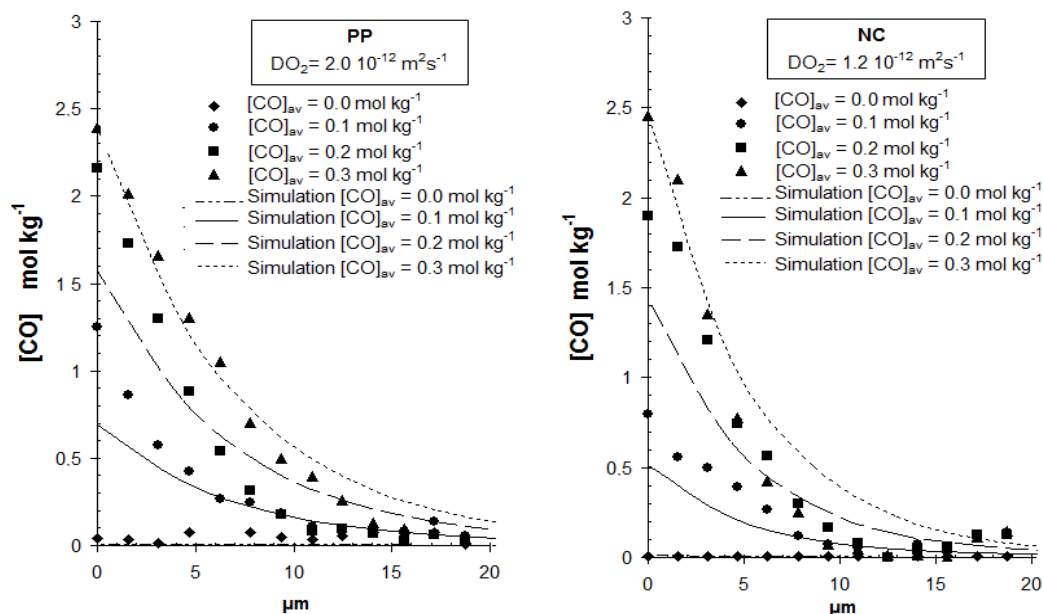 PP
DO₂= 2.0 10⁻¹² m²s⁻¹
[CO]av = 0.0 mol kg⁻¹
[CO]av = 0.1 mol kg⁻¹
[CO]av = 0.2 mol kg⁻¹
[CO]av = 0.3 mol kg⁻¹
Simulation [CO]av = 0.0 mol kg⁻¹
Simulation [CO]av = 0.1 mol kg⁻¹
Simulation [CO]av = 0.2 mol kg⁻¹
Simulation [CO]av = 0.3 mol kg⁻¹
[CO] mol kg⁻¹
3
2.5
2
1.5
1
0.5
0
0 5 10 15 20
µm
NC
DO₂= 1.2 10⁻¹² m²s⁻¹
[CO]av = 0.0 mol kg⁻¹
[CO]av = 0.1 mol kg⁻¹
[CO]av = 0.2 mol kg⁻¹
[CO]av = 0.3 mol kg⁻¹
Simulation [CO]av = 0.0 mol kg⁻¹
Simulation [CO]av = 0.1 mol kg⁻¹
Simulation [CO]av = 0.2 mol kg⁻¹
Simulation [CO]av = 0.3 mol kg⁻¹
[CO] mol kg⁻¹
3
2.5
2
1.5
1
0.5
0
0 5 10 15 20
µm